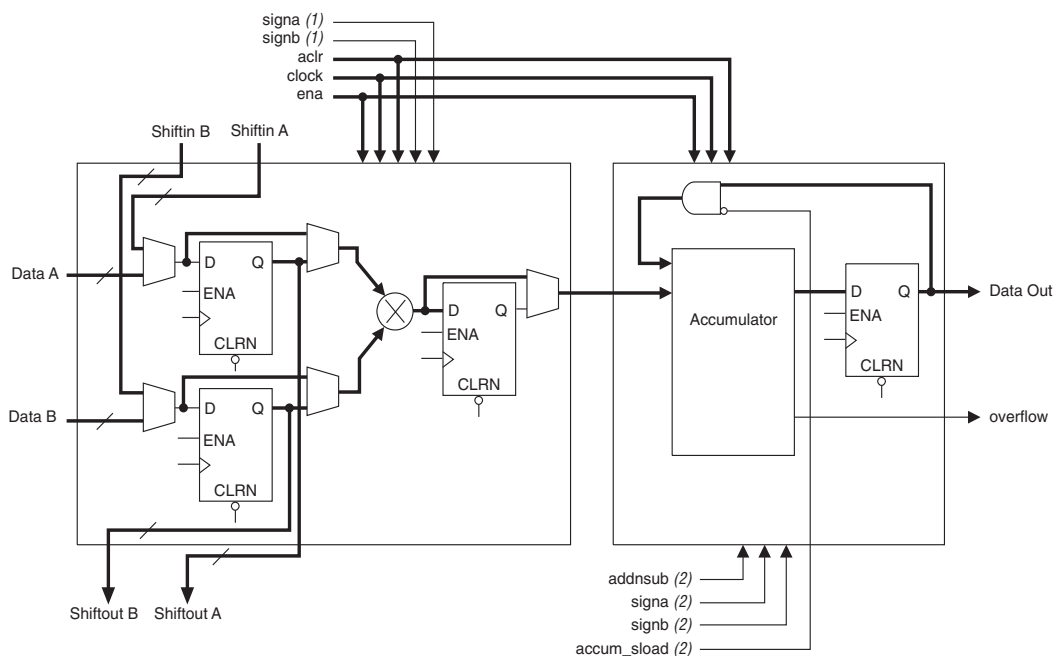 signa (1)
signb (1)
aclr
clock
ena
Shiftin B
Shiftin A
Data A
D Q
ENA
CLRN
Data B
D Q
ENA
CLRN
D Q
ENA
CLRN
Accumulator
D Q
ENA
CLRN
Data Out
overflow
Shiftout B
Shiftout A
addnsub (2)
signa (2)
signb (2)
accum_sload (2)